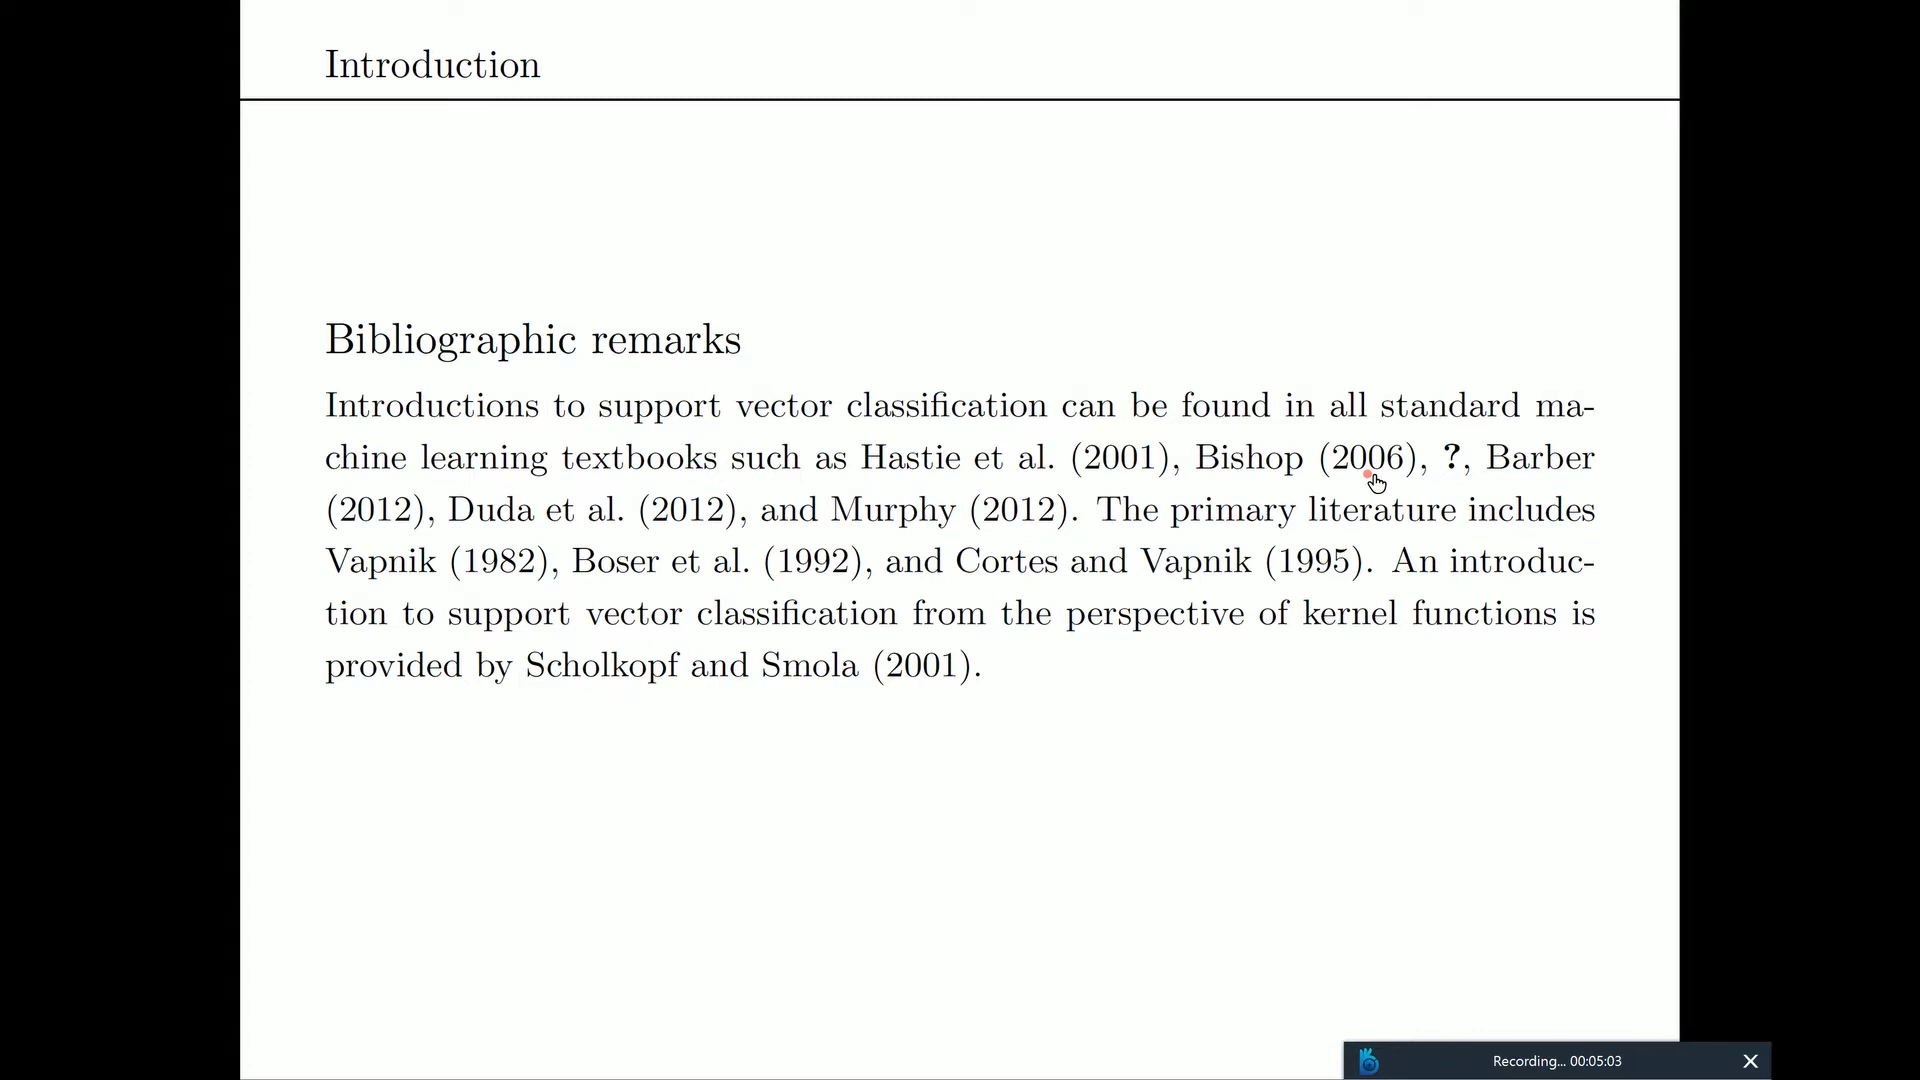 Introduction
Bibliographic remarks
Introductions to support vector classification can be found in all standard ma-
chine learning textbooks such as Hastie et al. (2001), Bishop (2006), ?, Barber
(2012), Duda et al. (2012), and Murphy (2012). The primary literature includes
Vapnik (1982), Boser et al. (1992), and Cortes and Vapnik (1995). An introduc-
tion to support vector classification from the perspective of kernel functions is
provided by Scholkopf and Smola (2001).
Recording... 00:05:03